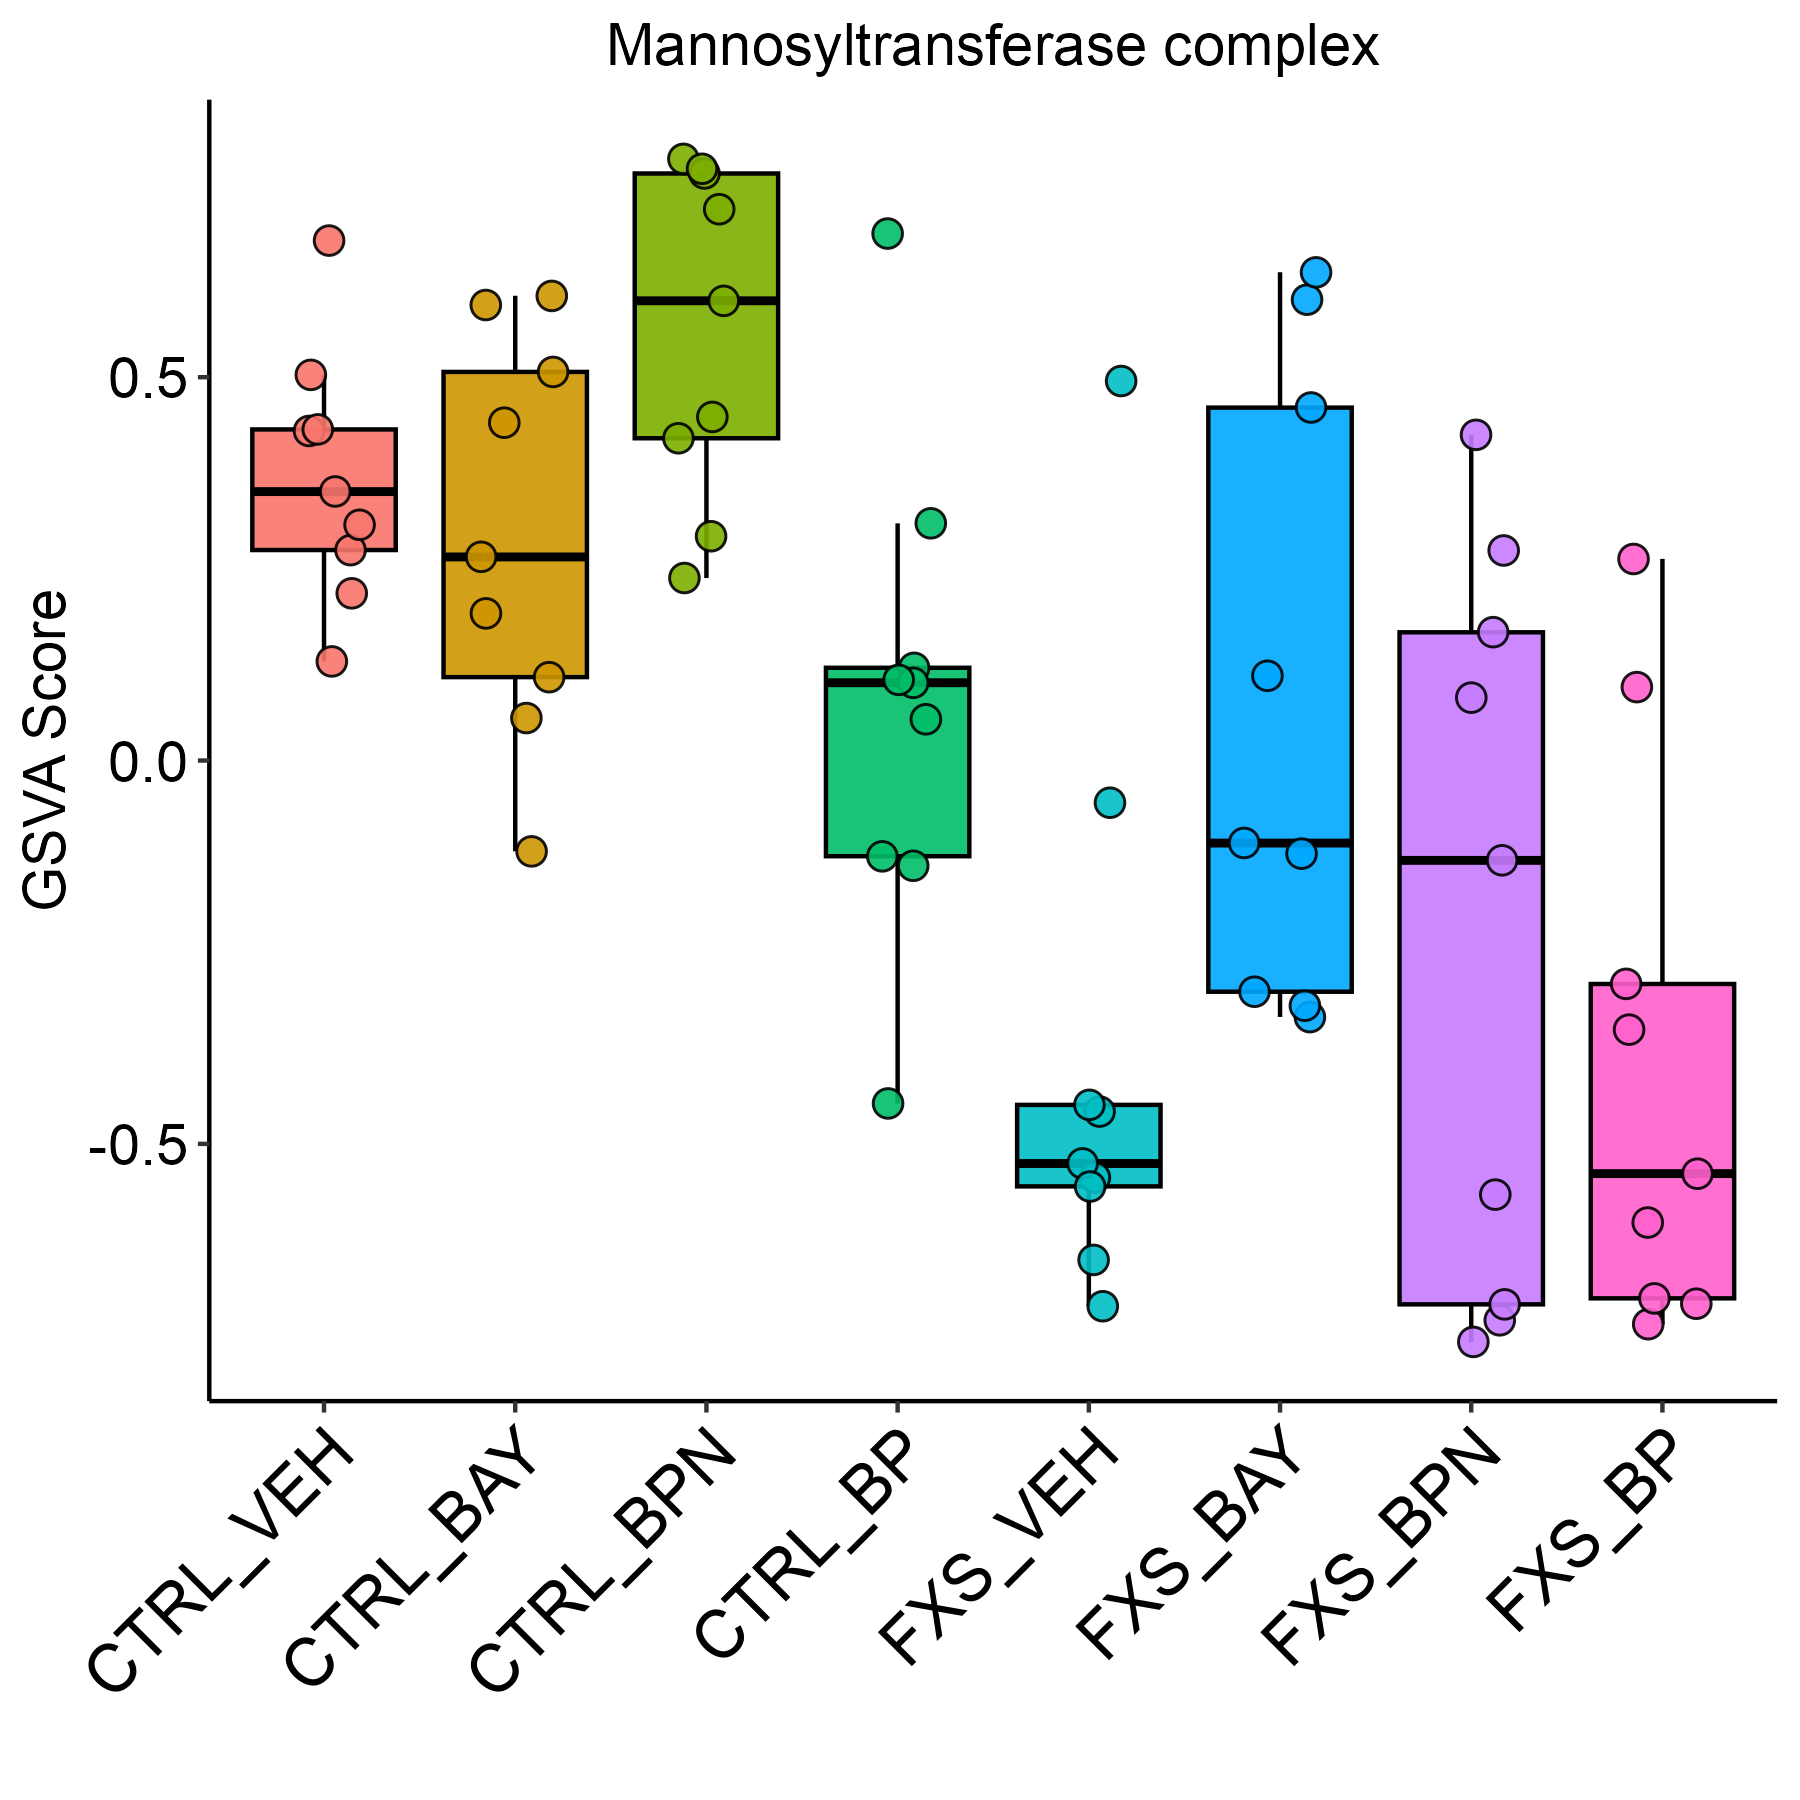 Mannosyltransferase complex
GSVA Score
0.5
0.0
-0.5
CTRL_VEH
CTRL_BAY
CTRL_BPN
CTRL_BP
FXS_VEH
FXS_BAY
FXS_BPN
FXS_BP